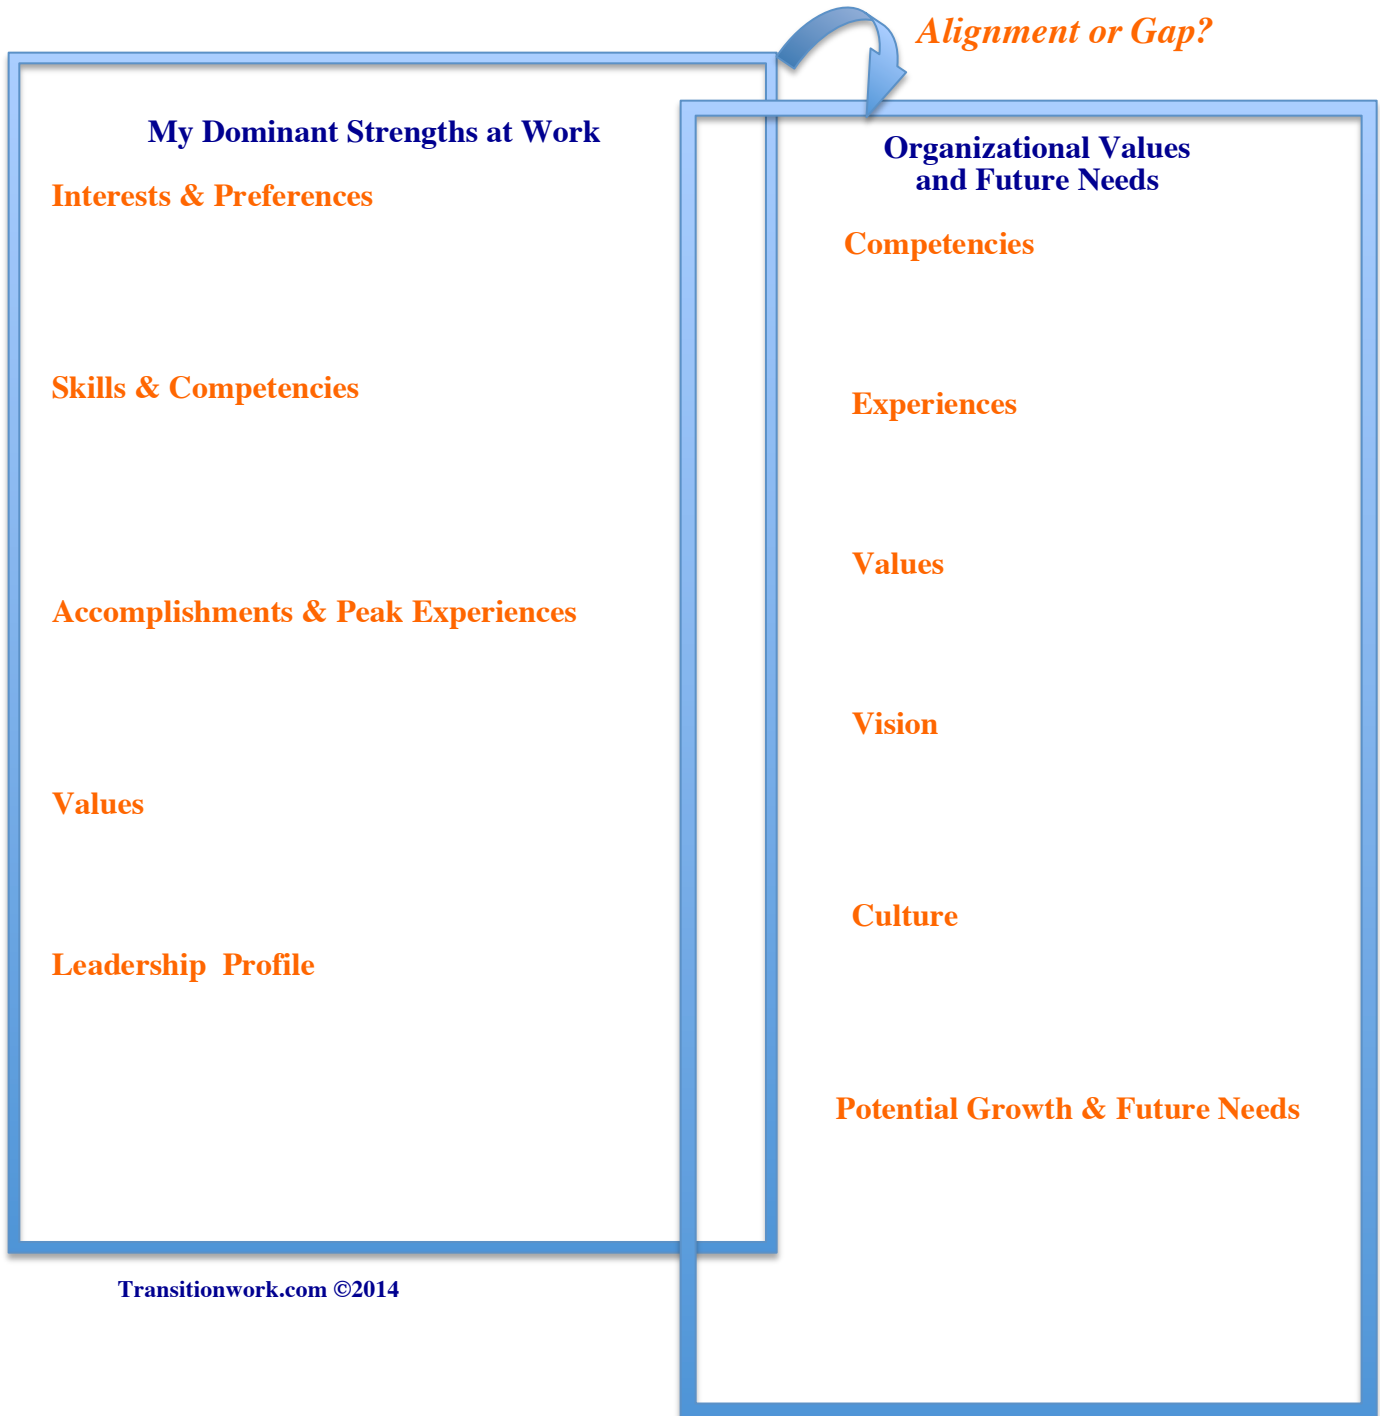 Alignment or Gap?
My Dominant Strengths at Work
Interests & Preferences
Skills & Competencies
Accomplishments & Peak Experiences
Values
Leadership  Profile
Organizational Values
and Future Needs
Competencies
Experiences
Values
Vision
Culture
Potential Growth & Future Needs
Transitionwork.com ©2014